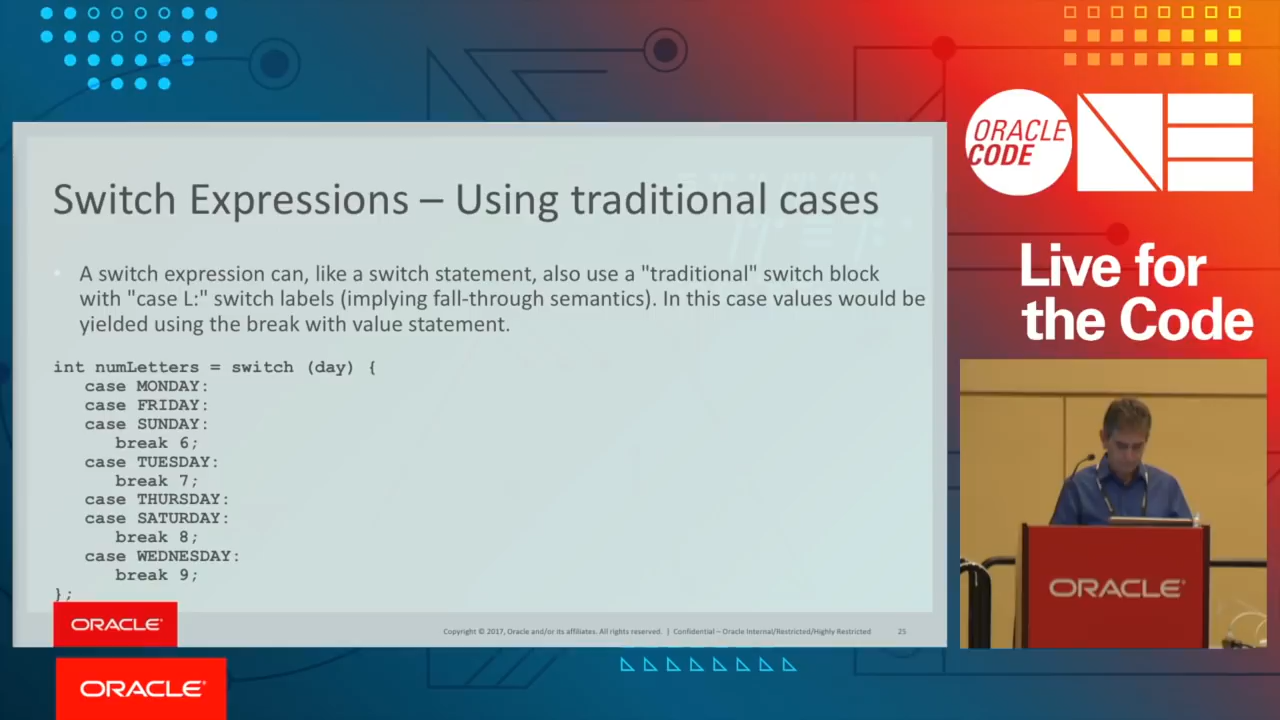 ORACLE
CODE
ONE
Live for
the Code
Switch Expressions – Using traditional cases
• A switch expression can, like a switch statement, also use a "traditional" switch block
with "case L:" switch labels (implying fall-through semantics). In this case values would be
yielded using the break with value statement.
int numLetters = switch (day) {
case MONDAY:
case FRIDAY:
case SUNDAY:
break 6;
case TUESDAY:
break 7;
case THURSDAY:
case SATURDAY:
break 8;
case WEDNESDAY:
break 9;
};
ORACLE
Copyright © 2017, Oracle and/or its affiliates. All rights reserved. | Confidential – Oracle Internal/Restricted/Highly Restricted 25
ORACLE
ORACLE